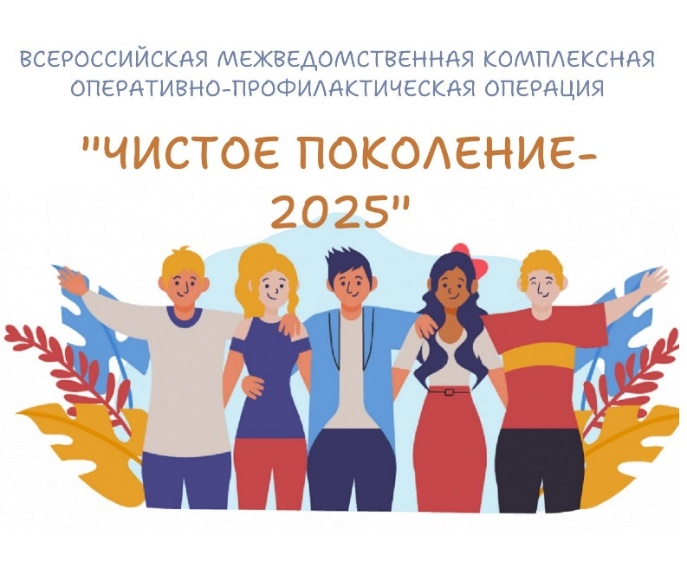 ВСЕРОССИЙСКАЯ МЕЖВЕДОМСТВЕННАЯ КОМПЛЕКСНАЯ
ОПЕРАТИВНО-ПРОФИЛАКТИЧЕСКАЯ ОПЕРАЦИЯ
"ЧИСТОЕ ПОКОЛЕНИЕ-
2025"